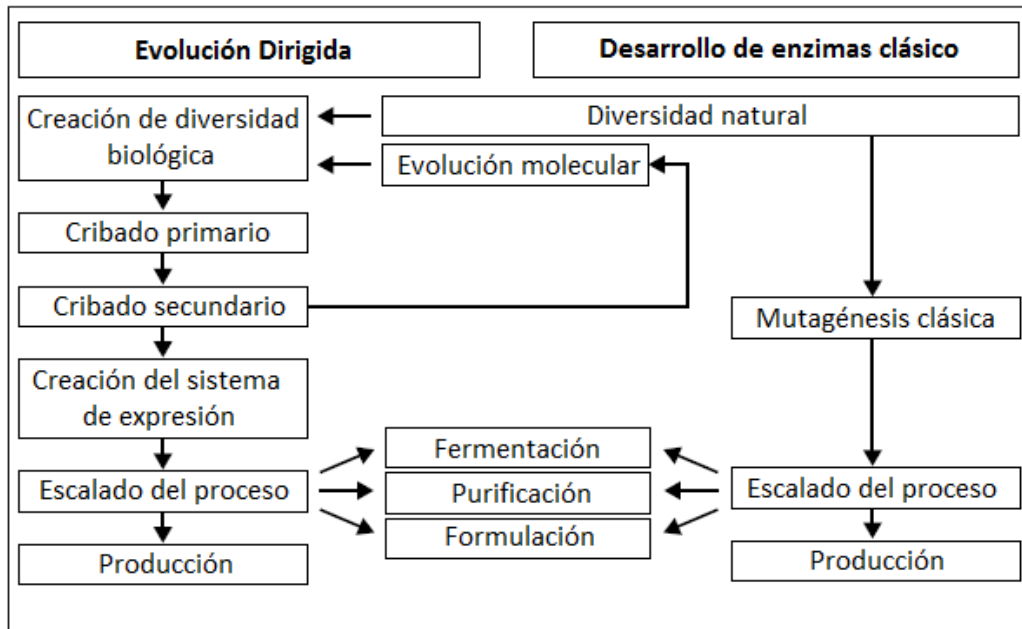 Evolución Dirigida
Desarrollo de enzimas clásico
Creación de diversidad
biológica
Diversidad natural
Evolución molecular
Cribado primario
Cribado secundario
Mutagénesis clásica
Creación del sistema
de expresión
Fermentación
Escalado del proceso
Purificación
Escalado del proceso
Formulación
Producción
Producción